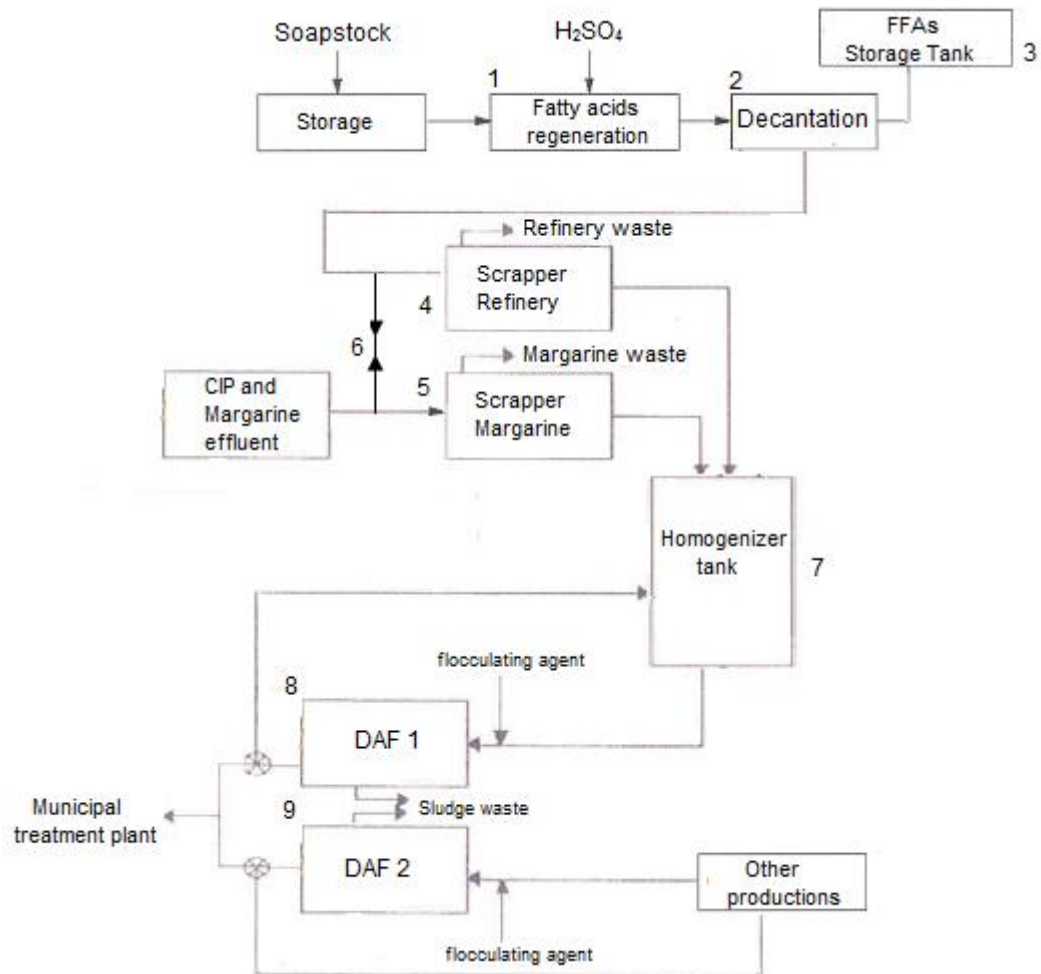 Soapstock
H₂SO₄
FFAs
Storage Tank
3
1
2
Storage
Fatty acids
regeneration
Decantation
Refinery waste
4
Scrapper
Refinery
6
Margarine waste
5
CIP and
Margarine
effluent
Scrapper
Margarine
Homogenizer
tank
7
flocculating agent
8
DAF 1
9
Sludge waste
Municipal
treatment plant
DAF 2
Other
productions
flocculating agent